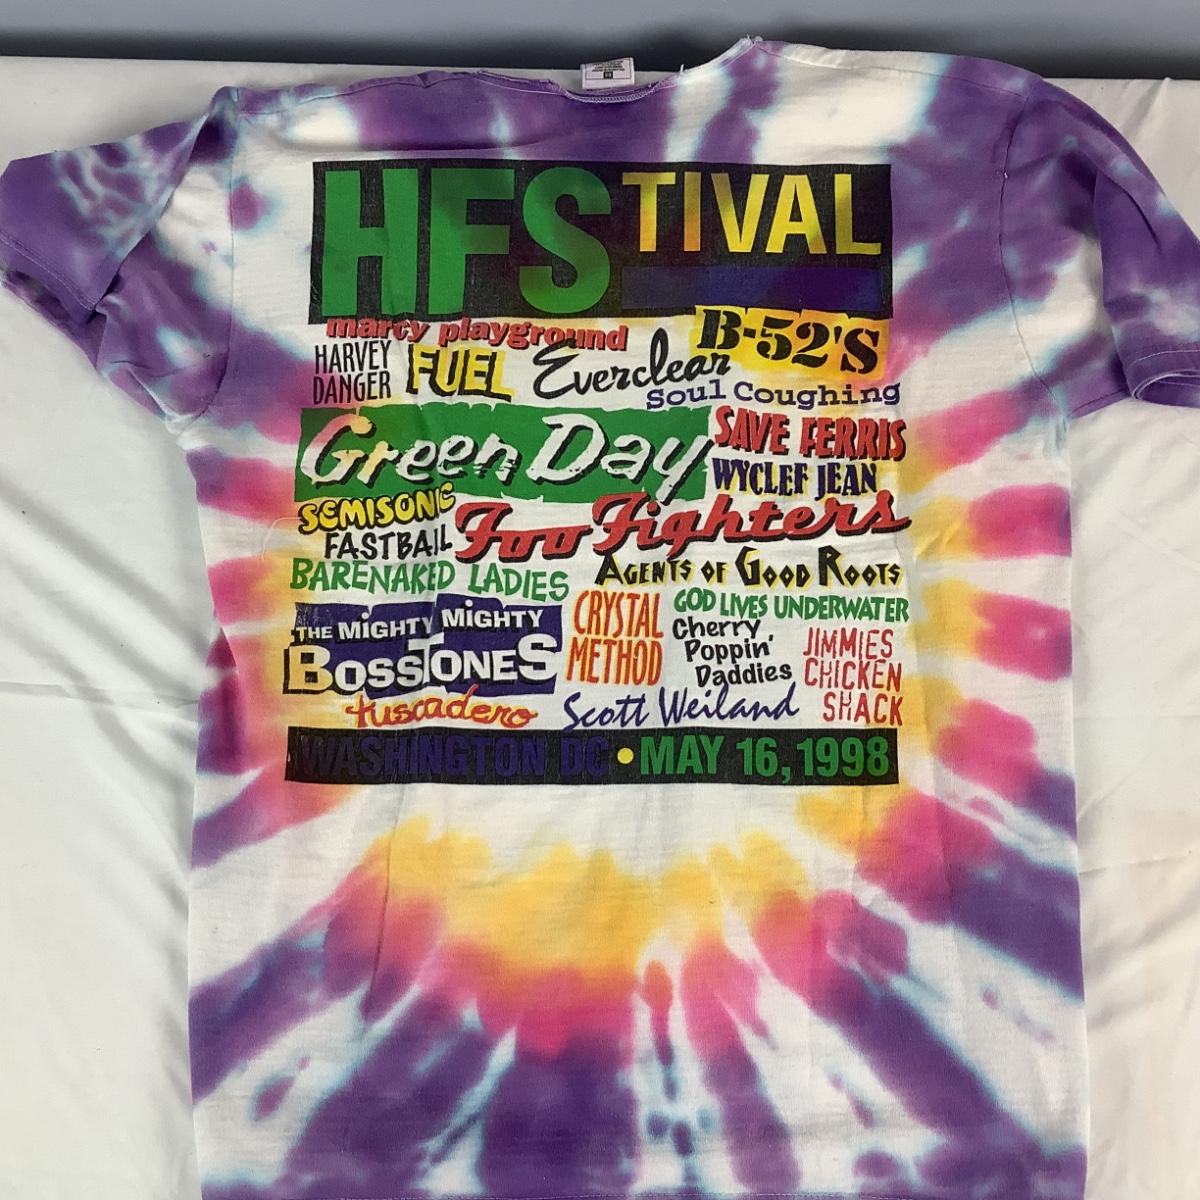 HFSTIVAL
marcy playground
B-52'S
HARVEY DANGER
FUEL
Everclear
Soul Coughing
Green Day
SAVE FERRIS
WYCLEF JEAN
SEMISONIC
Foo Fighters
FASTBALL
BARENAKED LADIES
AGENTS OF GOOD ROOTS
THE MIGHTY MIGHTY
BOSSTONES
CRYSTAL METHOD
GOD LIVES UNDERWATER
Cherry Poppin' Daddies
JIMMIES CHICKEN SHACK
tuscadero
Scott Weiland
WASHINGTON DC • MAY 16, 1998